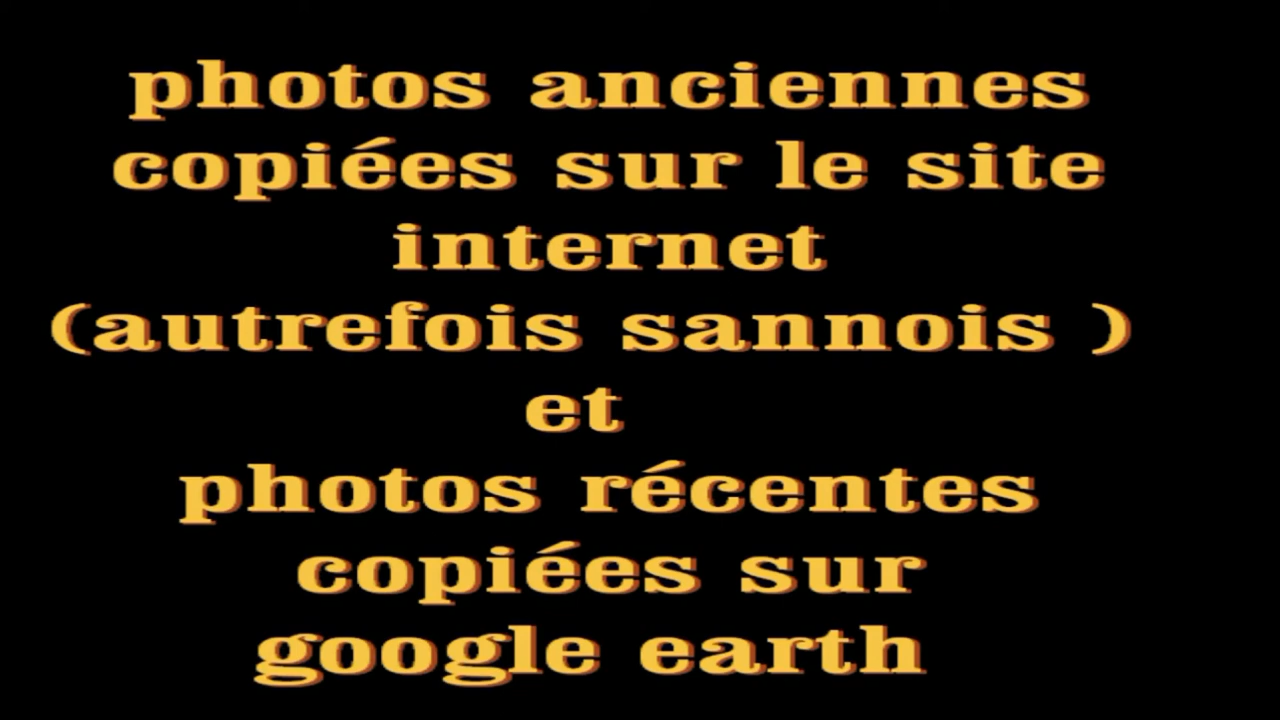 photos anciennes
copiées sur le site
internet
(autrefois sannois )
et
photos récentes
copiées sur
google earth